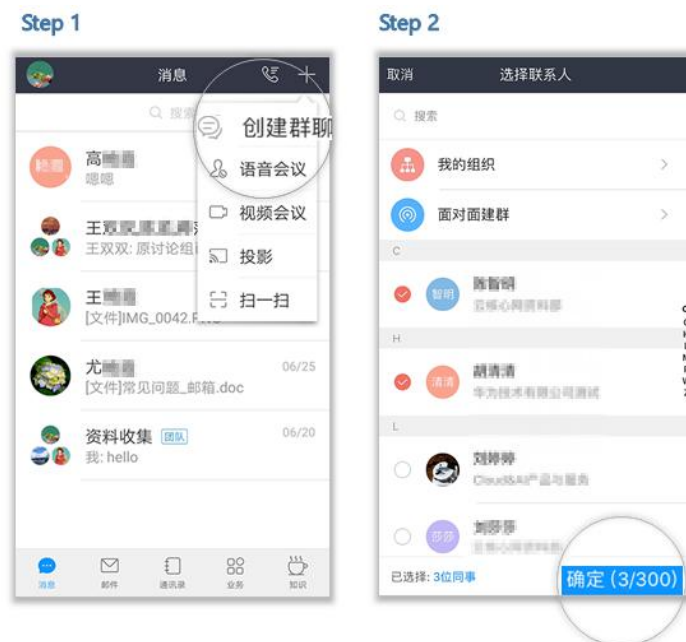 Step 1
消息
搜索
创建群聊
语音会议
视频会议
投影
扫一扫
高
嗯嗯
王双双: 原讨论组
王
[文件]IMG_0042.
尤
06/25
[文件]常见问题_邮箱.doc
资料收集 团队
06/20
我: hello
消息 邮件 通讯录 业务 知识
Step 2
取消 选择联系人
搜索
我的组织
面对面建群
C
智明
H
清清
L
莎莎
已选择: 3位同事
确定 (3/300)